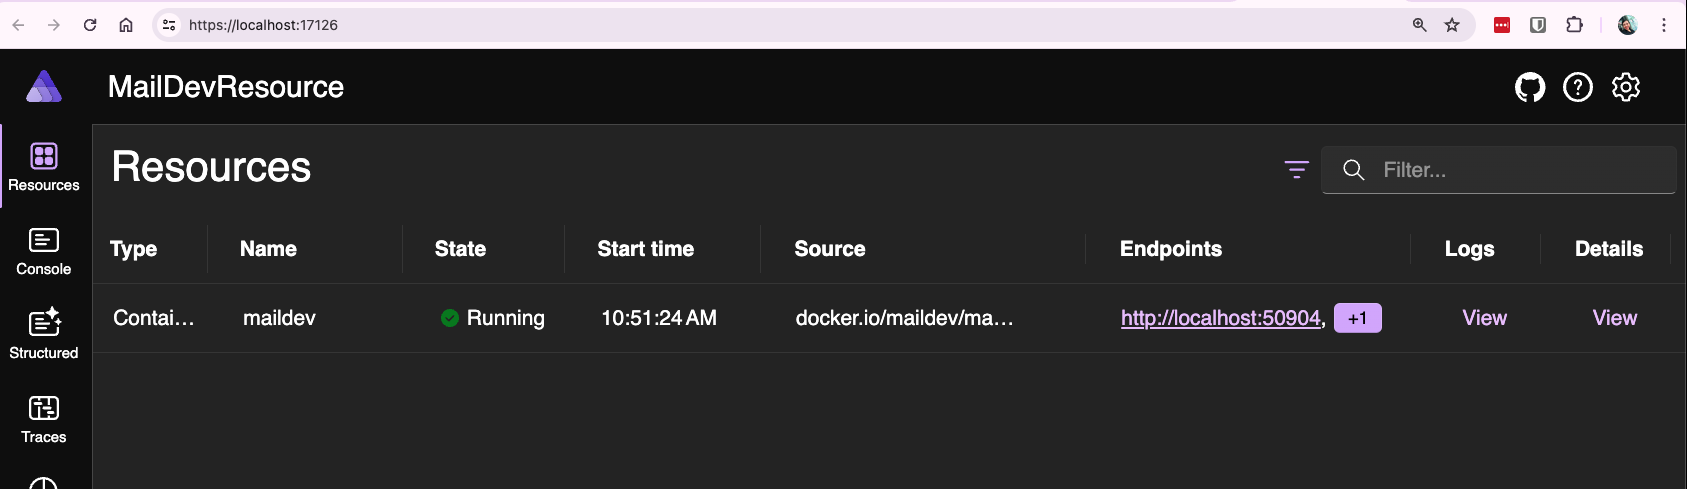 https://localhost:17126
MailDevResource
Resources
Filter...
Resources
Console
Structured
Traces
Type Name State Start time Source Endpoints Logs Details
Contai... maildev Running 10:51:24 AM docker.io/maildev/ma... http://localhost:50904, +1 View View